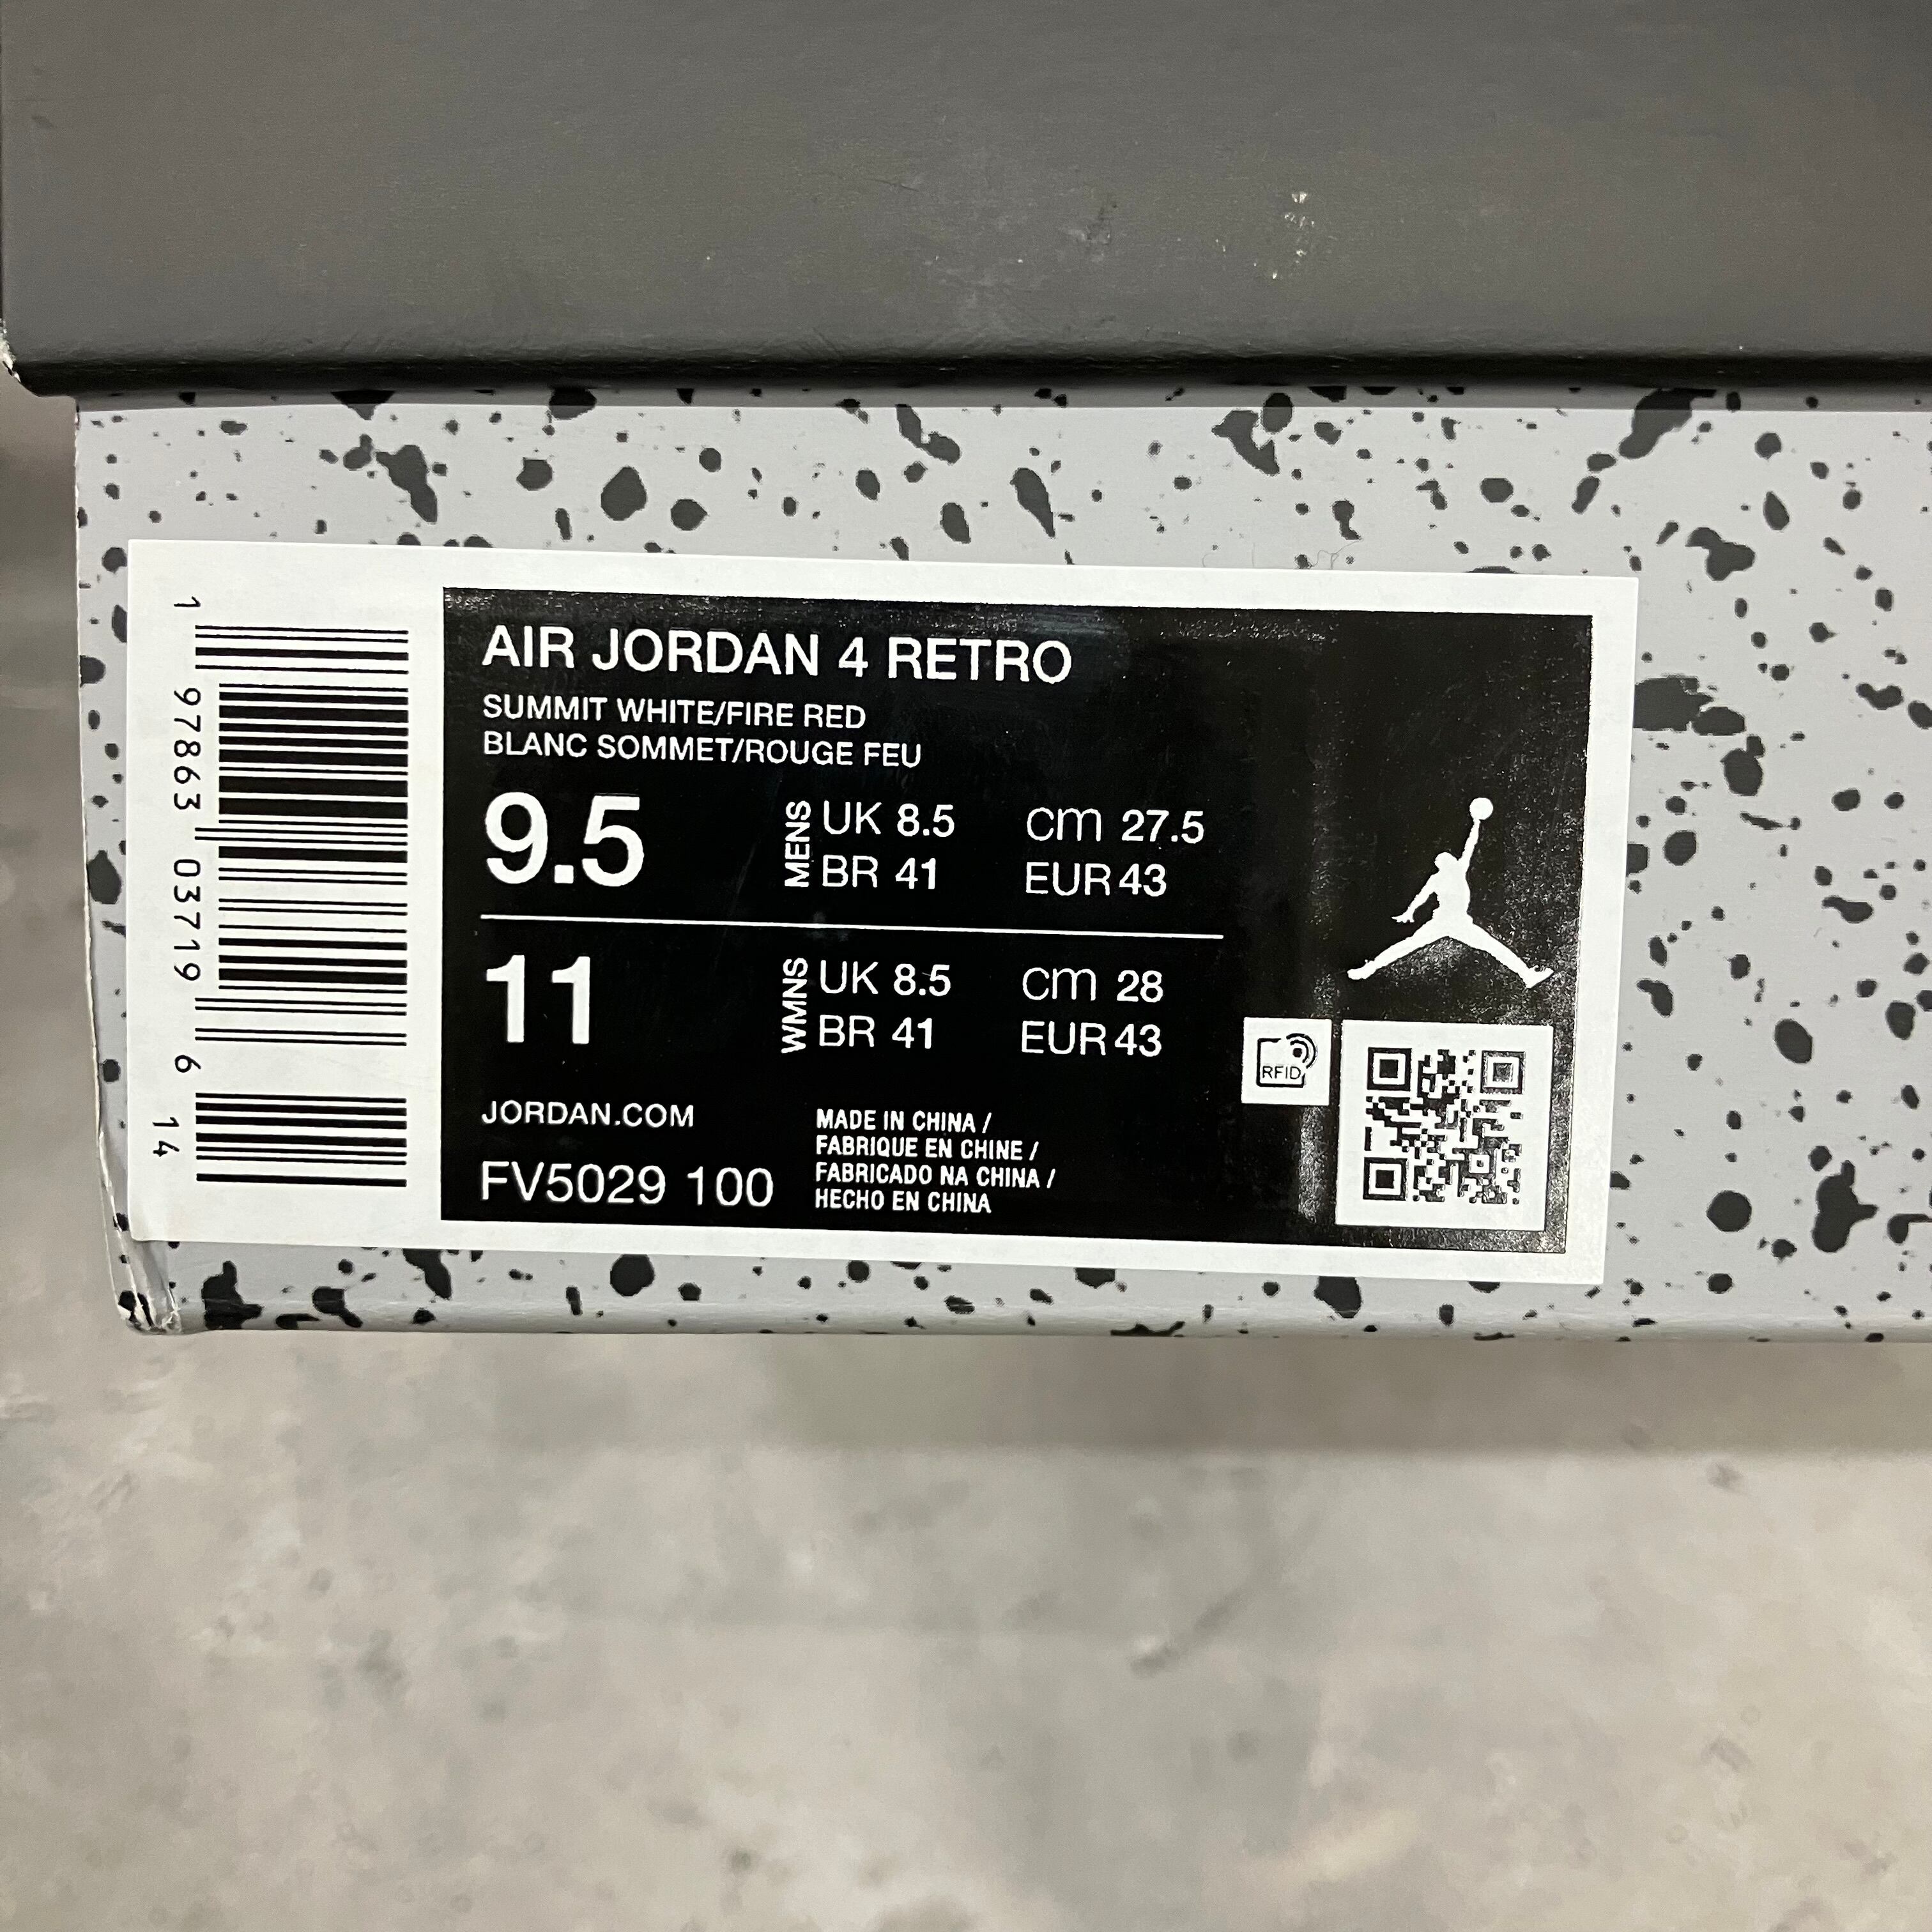 1 97863 03719 6 14
AIR JORDAN 4 RETRO
SUMMIT WHITE/FIRE RED
BLANC SOMMET/ROUGE FEU
9.5 MENS UK 8.5 cm 27.5
BR 41 EUR 43
11 WMNS UK 8.5 cm 28
BR 41 EUR 43
JORDAN.COM
FV5029 100
MADE IN CHINA /
FABRIQUE EN CHINE /
FABRICADO NA CHINA /
HECHO EN CHINA
RFID